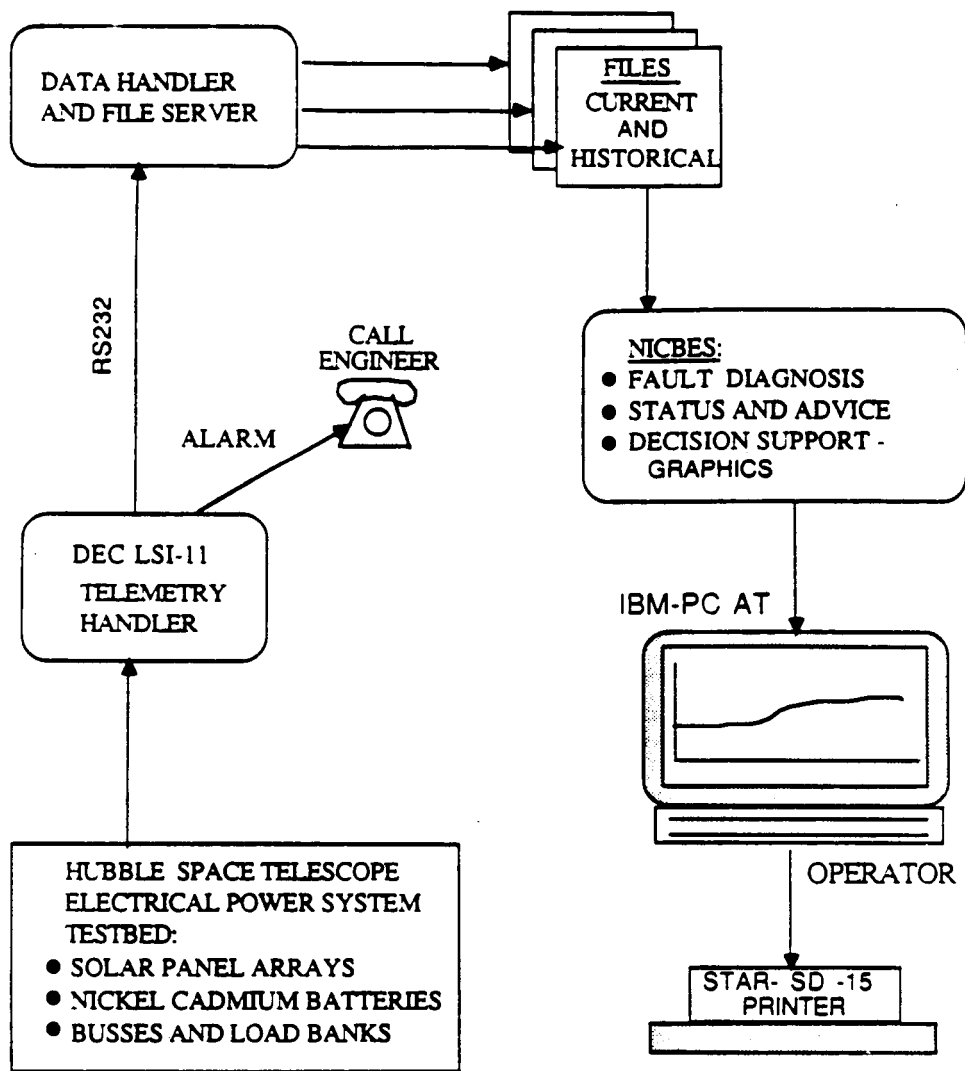 DATA HANDLER
AND FILE SERVER
FILES
CURRENT
AND
HISTORICAL
RS232
CALL
ENGINEER
ALARM
NICBES:
● FAULT DIAGNOSIS
● STATUS AND ADVICE
● DECISION SUPPORT -
GRAPHICS
DEC LSI-11
TELEMETRY
HANDLER
IBM-PC AT
HUBBLE SPACE TELESCOPE
ELECTRICAL POWER SYSTEM
TESTBED:
● SOLAR PANEL ARRAYS
● NICKEL CADMIUM BATTERIES
● BUSSES AND LOAD BANKS
OPERATOR
STAR- SD -15
PRINTER